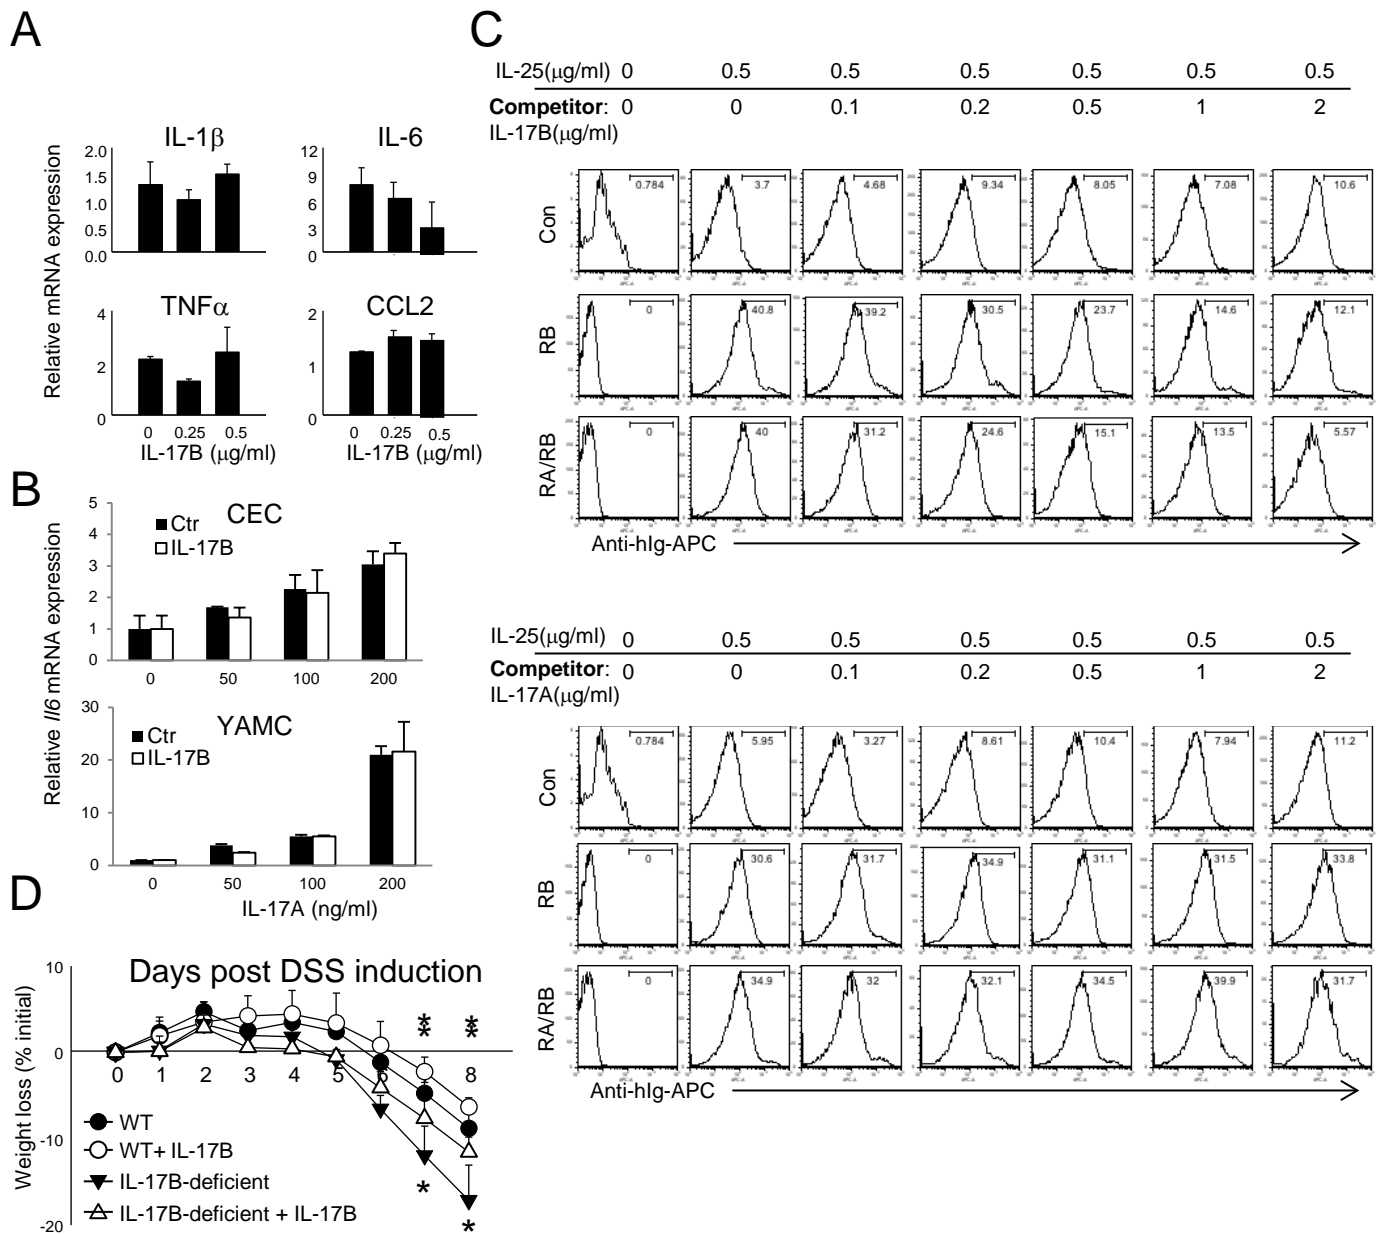 A
IL-1β
IL-6
Relative mRNA expression
2.0
1.5
1.0
0.5
0.0
12
9
6
3
0
TNFα
CCL2
4
2
0
2
1
0
0 0.25 0.5
IL-17B (μg/ml)
0 0.25 0.5
IL-17B (μg/ml)
B
CEC
Ctr
IL-17B
Relative Il6 mRNA expression
5
4
3
2
1
0
0 50 100 200
YAMC
Ctr
IL-17B
30
20
10
0
0 50 100 200
IL-17A (ng/ml)
C
IL-25(μg/ml) 0 0.5 0.5 0.5 0.5 0.5 0.5
Competitor: 0 0 0.1 0.2 0.5 1 2
IL-17B(μg/ml)
Con
0.784 3.7 4.68 9.34 8.05 7.08 10.6
RB
0 40.8 39.2 30.5 23.7 14.6 12.1
RA/RB
0 40 31.2 24.6 15.1 13.5 5.57
Anti-hIg-APC
IL-25(μg/ml) 0 0.5 0.5 0.5 0.5 0.5 0.5
Competitor: 0 0 0.1 0.2 0.5 1 2
IL-17A(μg/ml)
Con
0.784 5.95 3.27 8.61 10.4 7.94 11.2
RB
0 30.6 31.7 34.9 31.1 31.5 33.8
RA/RB
0 34.9 32 32.1 34.5 39.9 31.7
Anti-hIg-APC
D
Days post DSS induction
Weight loss (% initial)
10
0
-10
-20
0 1 2 3 4 5 6 8
*
*
*
*
WT
WT+ IL-17B
IL-17B-deficient
IL-17B-deficient + IL-17B
*
*